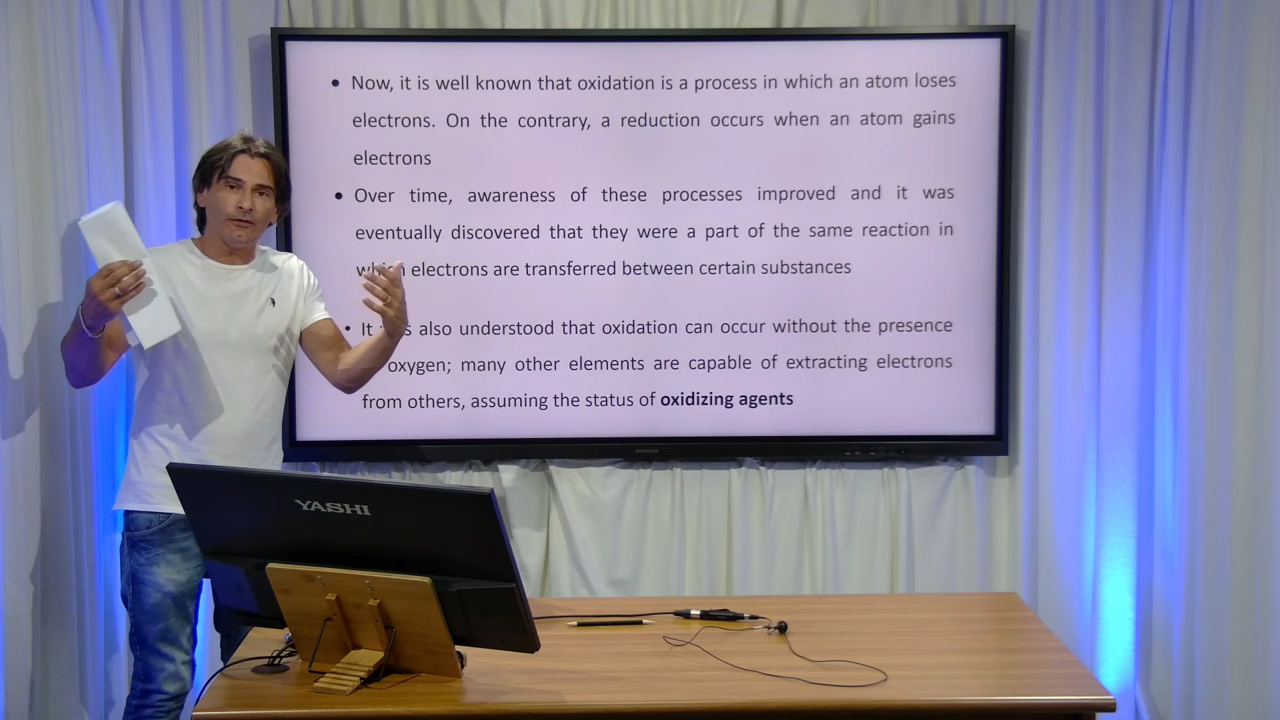 • Now, it is well known that oxidation is a process in which an atom loses
electrons. On the contrary, a reduction occurs when an atom gains
electrons
• Over time, awareness of these processes improved and it was
eventually discovered that they were a part of the same reaction in
which electrons are transferred between certain substances
• It also understood that oxidation can occur without the presence
oxygen; many other elements are capable of extracting electrons
from others, assuming the status of oxidizing agents
SAMSUNG
YASHI